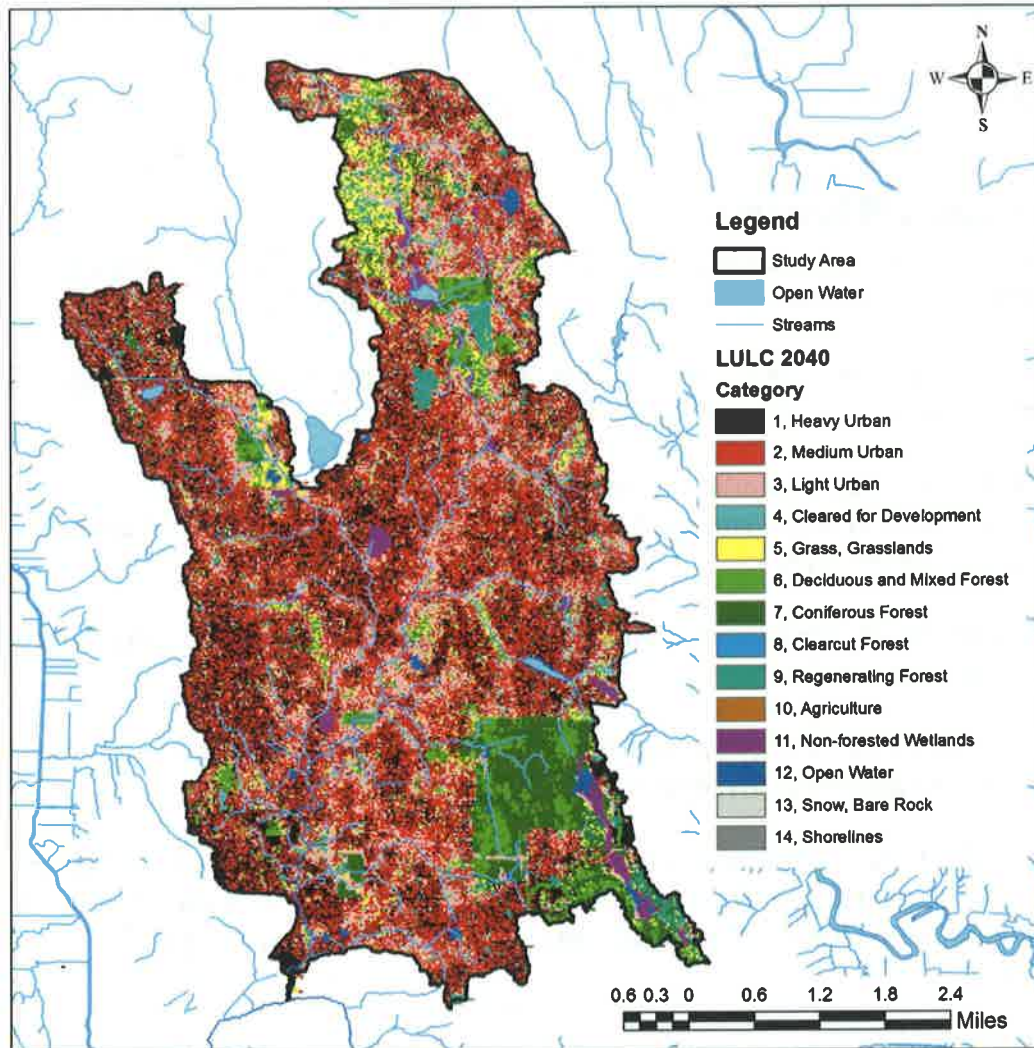 N
W E
S
Legend
Study Area
Open Water
Streams
LULC 2040
Category
1, Heavy Urban
2, Medium Urban
3, Light Urban
4, Cleared for Development
5, Grass, Grasslands
6, Deciduous and Mixed Forest
7, Coniferous Forest
8, Clearcut Forest
9, Regenerating Forest
10, Agriculture
11, Non-forested Wetlands
12, Open Water
13, Snow, Bare Rock
14, Shorelines
0.6 0.3 0 0.6 1.2 1.8 2.4
Miles